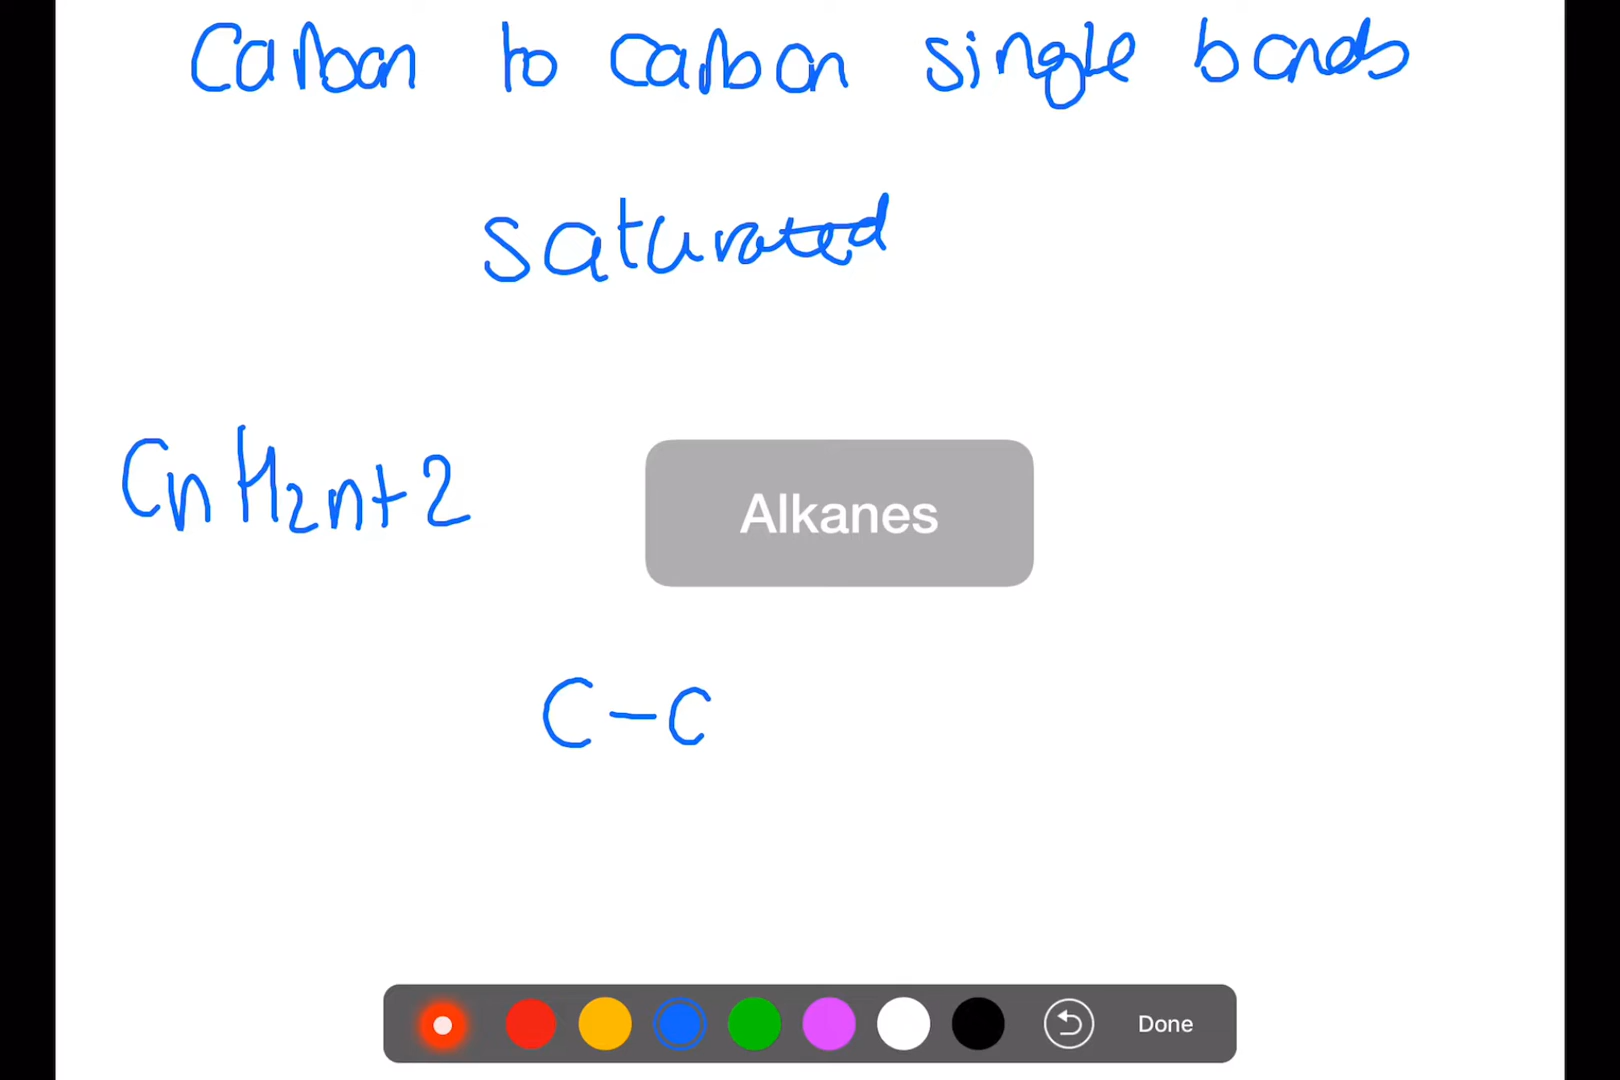 Carbon to carbon single bonds
saturated
CnH2n+2
Alkanes
C-C
Done